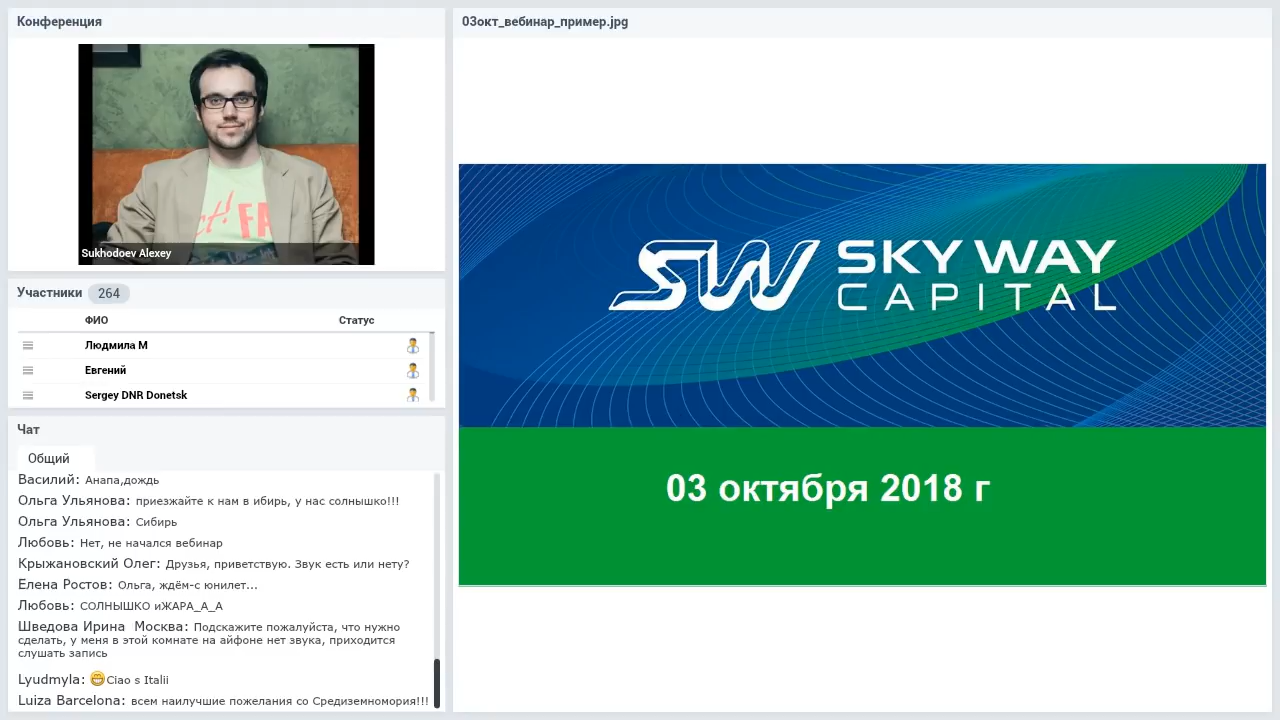 Конференция
Sukhodoev Alexey
Участники 264
ФИО Статус
Людмила М
Евгений
Sergey DNR Donetsk
Чат
Общий
Василий: Анапа,дождь
Ольга Ульянова: приезжайте к нам в ибирь, у нас солнышко!!!
Ольга Ульянова: Сибирь
Любовь: Нет, не начался вебинар
Крыжановский Олег: Друзья, приветствую. Звук есть или нету?
Елена Ростов: Ольга, ждём-с юнилет...
Любовь: СОЛНЫШКО иЖАРА_А_А
Шведова Ирина Москва: Подскажите пожалуйста, что нужно
сделать, у меня в этой комнате на айфоне нет звука, приходится
слушать запись
Lyudmyla: Ciao s Italii
Luiza Barcelona: всем наилучшие пожелания со Средиземномория!!!
03окт_вебинар_пример.jpg
SW SKY WAY
CAPITAL
03 октября 2018 г